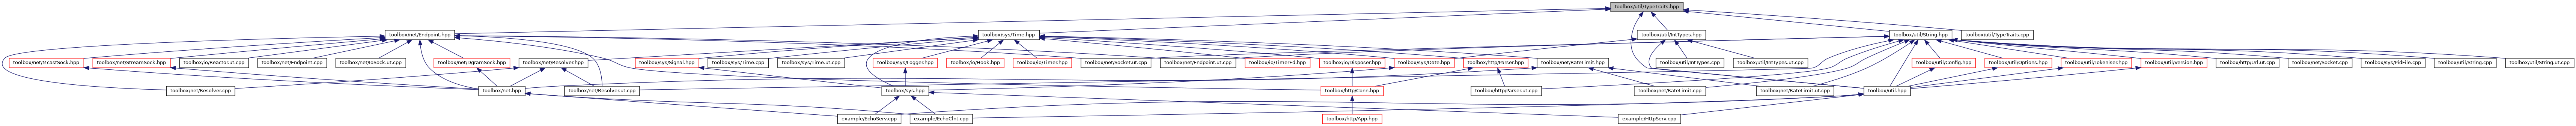 toolbox/util/TypeTraits.hpp
toolbox/net/Endpoint.hpp
toolbox/sys/Time.hpp
toolbox/util/IntTypes.hpp
toolbox/util/String.hpp
toolbox/util/TypeTraits.cpp
toolbox/net/McastSock.hpp
toolbox/net/StreamSock.hpp
toolbox/io/Reactor.ut.cpp
toolbox/net/Endpoint.cpp
toolbox/net/IoSock.ut.cpp
toolbox/net/DgramSock.hpp
toolbox/net/Resolver.hpp
toolbox/sys/Signal.hpp
toolbox/sys/Time.cpp
toolbox/sys/Time.ut.cpp
toolbox/sys/Logger.hpp
toolbox/io/Hook.hpp
toolbox/io/Timer.hpp
toolbox/net/Socket.ut.cpp
toolbox/net/Endpoint.ut.cpp
toolbox/io/TimerFd.hpp
toolbox/io/Disposer.hpp
toolbox/sys/Date.hpp
toolbox/http/Parser.hpp
toolbox/net/RateLimit.hpp
toolbox/util/IntTypes.cpp
toolbox/util/IntTypes.ut.cpp
toolbox/util/Config.hpp
toolbox/util/Options.hpp
toolbox/util/Tokeniser.hpp
toolbox/util/Version.hpp
toolbox/http/Url.ut.cpp
toolbox/net/Socket.cpp
toolbox/sys/PidFile.cpp
toolbox/util/String.cpp
toolbox/util/String.ut.cpp
toolbox/net/Resolver.cpp
toolbox/net.hpp
toolbox/net/Resolver.ut.cpp
toolbox/sys.hpp
toolbox/http/Conn.hpp
toolbox/http/Parser.ut.cpp
toolbox/net/RateLimit.cpp
toolbox/net/RateLimit.ut.cpp
toolbox/util.hpp
example/EchoServ.cpp
example/EchoClnt.cpp
toolbox/http/App.hpp
example/HttpServ.cpp